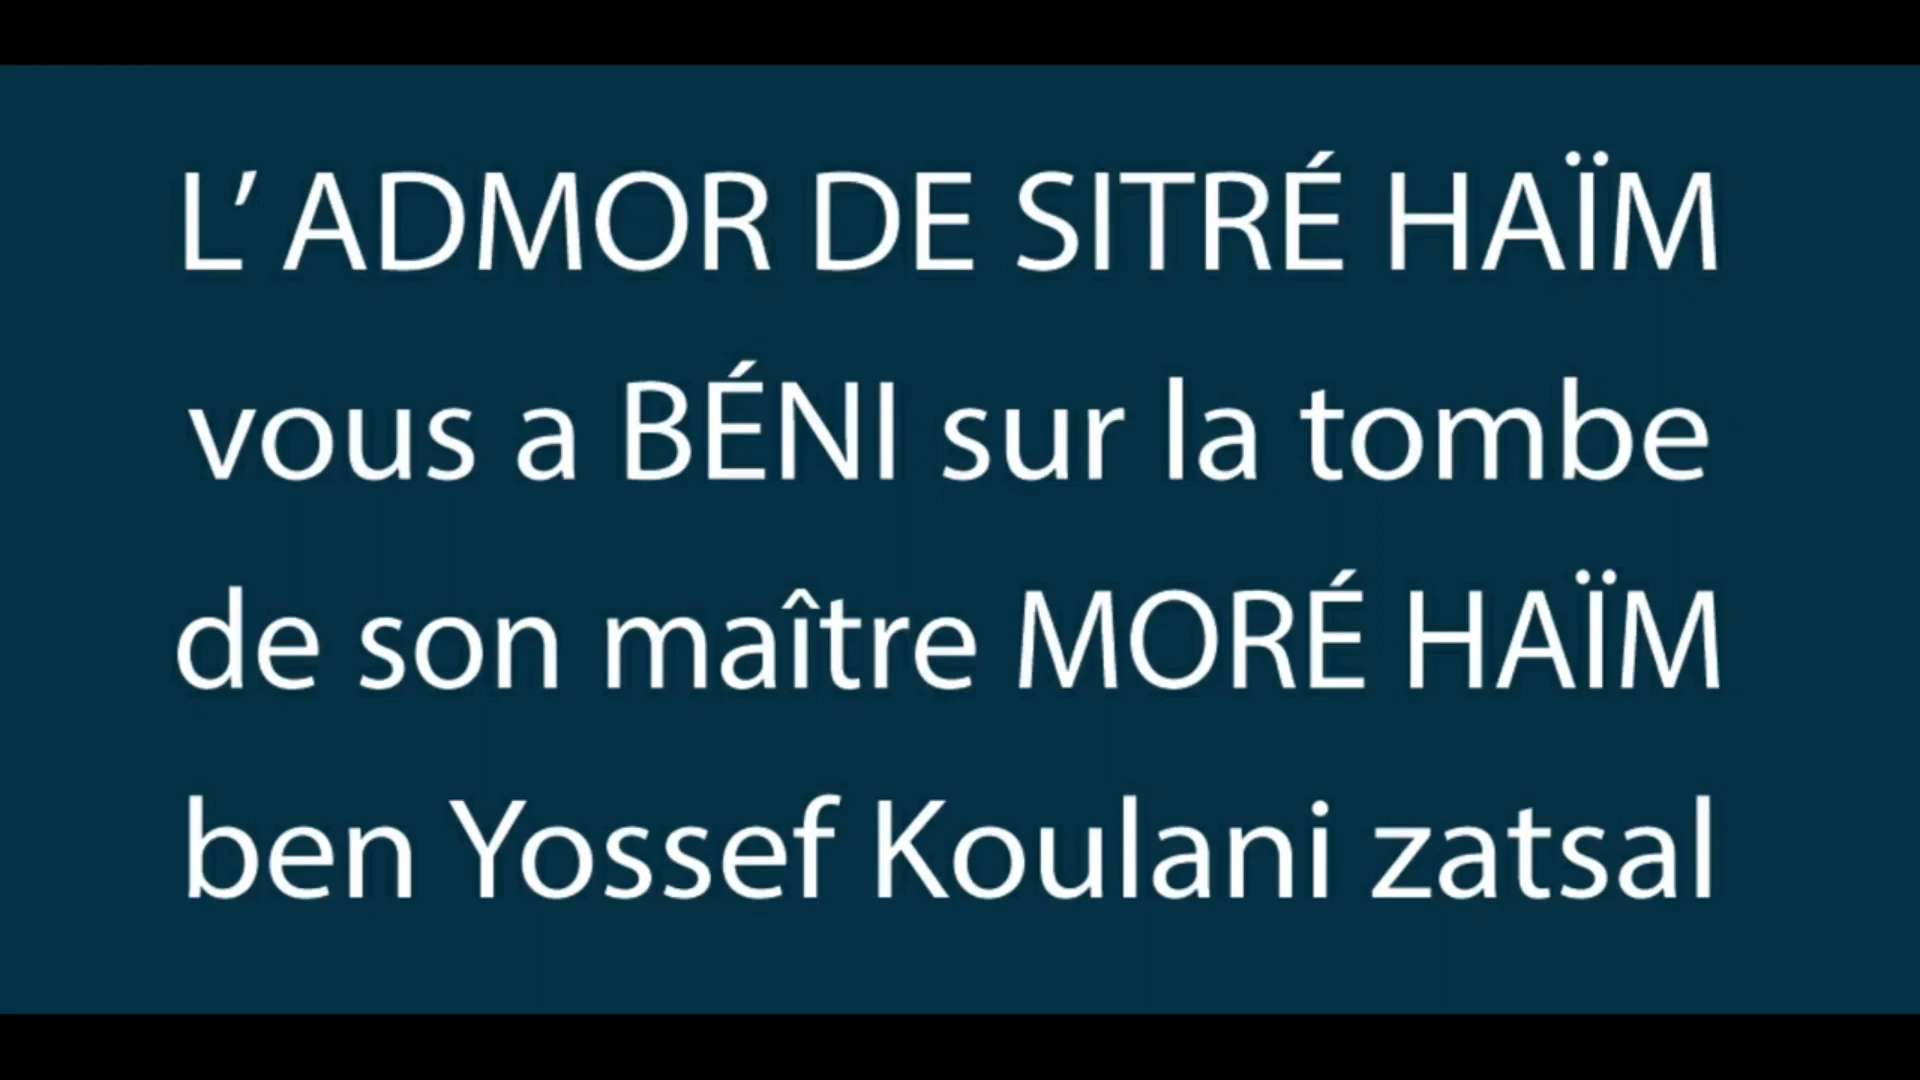 L’ ADMOR DE SITRÉ HAÏM
vous a BÉNI sur la tombe
de son maître MORÉ HAÏM
ben Yossef Koulani zatsal